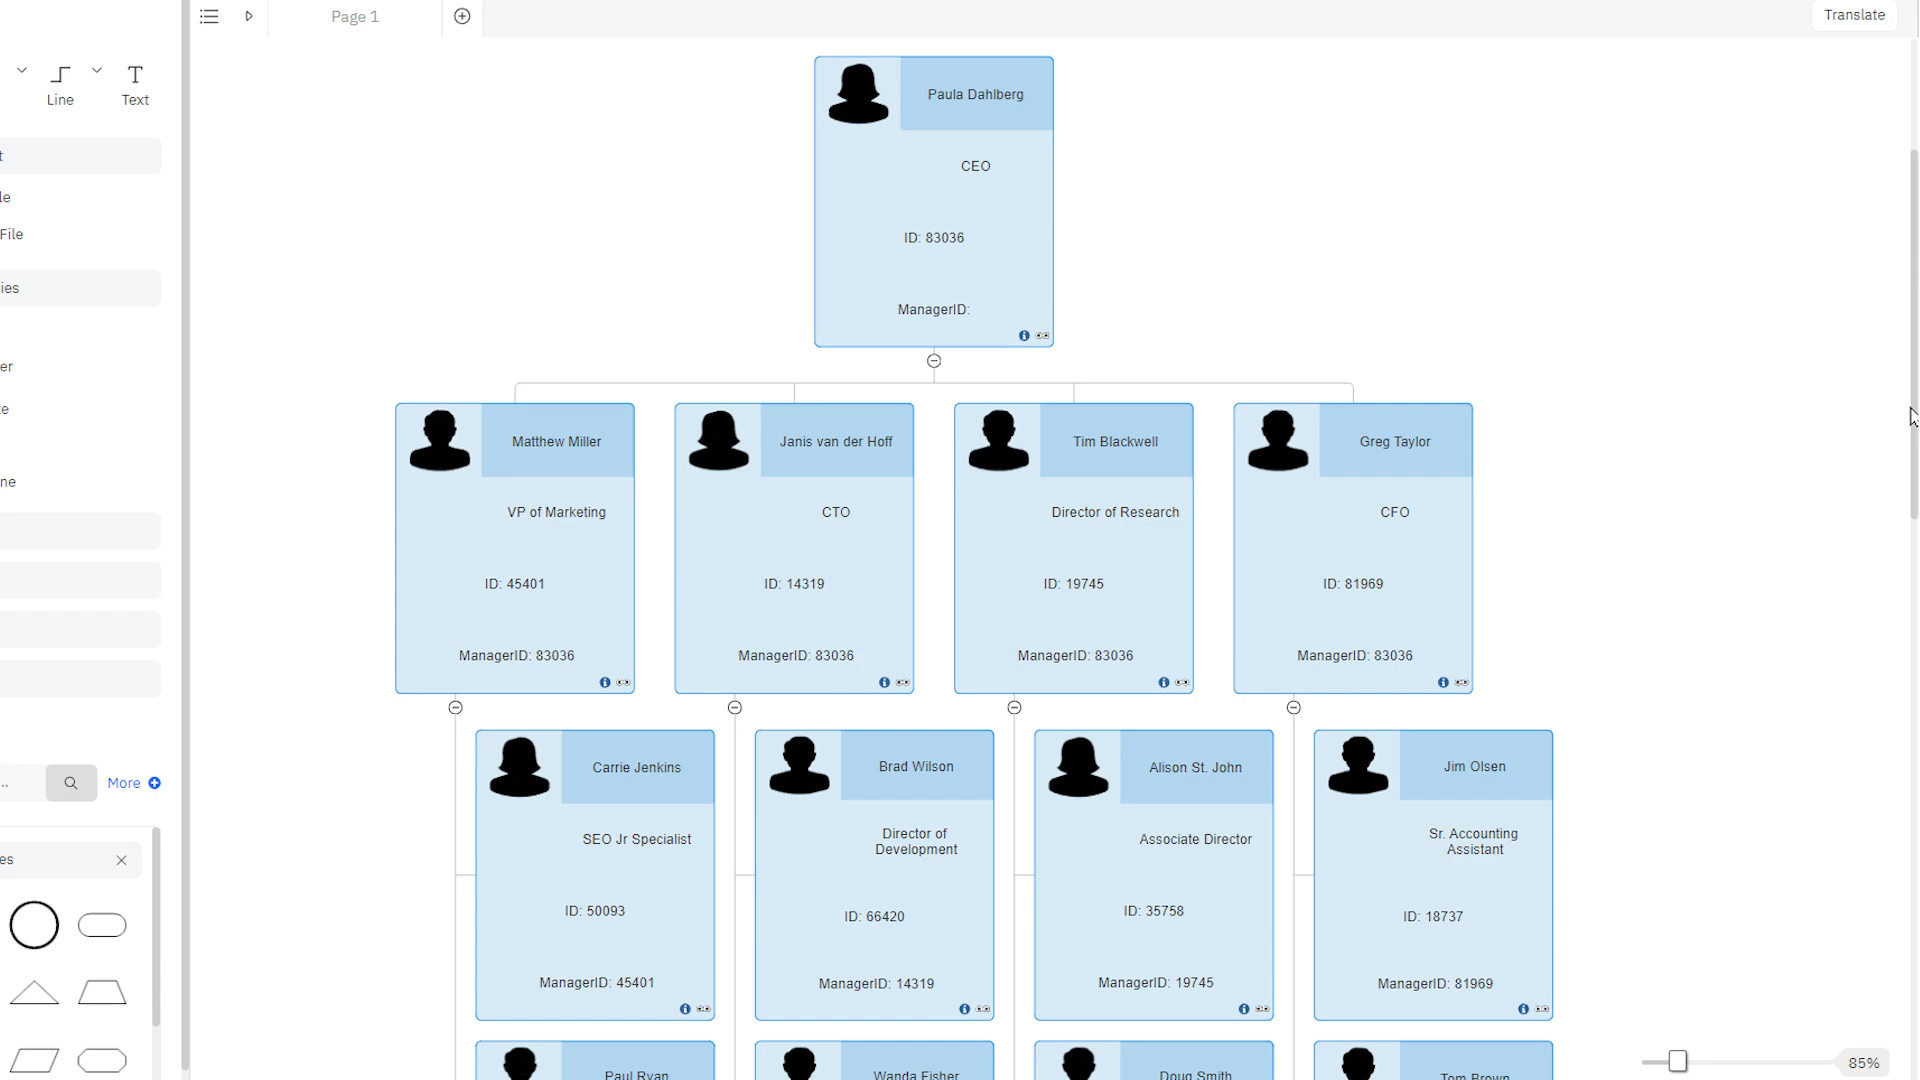 Page 1
Translate
Line
Text
t
le
File
ies
er
te
ne
...
More
es
Paula Dahlberg
CEO
ID: 83036
ManagerID:
Matthew Miller
VP of Marketing
ID: 45401
ManagerID: 83036
Janis van der Hoff
CTO
ID: 14319
ManagerID: 83036
Tim Blackwell
Director of Research
ID: 19745
ManagerID: 83036
Greg Taylor
CFO
ID: 81969
ManagerID: 83036
Carrie Jenkins
SEO Jr Specialist
ID: 50093
ManagerID: 45401
Brad Wilson
Director of
Development
ID: 66420
ManagerID: 14319
Alison St. John
Associate Director
ID: 35758
ManagerID: 19745
Jim Olsen
Sr. Accounting
Assistant
ID: 18737
ManagerID: 81969
Paul Ryan
Wanda Fisher
Doug Smith
Tom Brown
85%